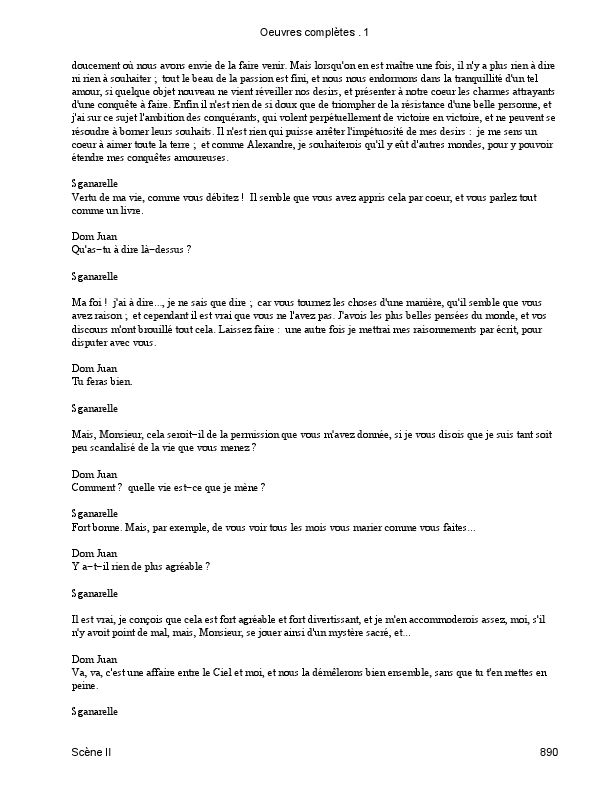 Oeuvres complètes . 1
doucement où nous avons envie de la faire venir. Mais lorsqu'on en est maître une fois, il n'y a plus rien à dire
ni rien à souhaiter ; tout le beau de la passion est fini, et nous nous endormons dans la tranquillité d'un tel
amour, si quelque objet nouveau ne vient réveiller nos desirs, et présenter à notre coeur les charmes attrayants
d'une conquête à faire. Enfin il n'est rien de si doux que de triompher de la résistance d'une belle personne, et
j'ai sur ce sujet l'ambition des conquérants, qui volent perpétuellement de victoire en victoire, et ne peuvent se
résoudre à borner leurs souhaits. Il n'est rien qui puisse arrêter l'impétuosité de mes desirs : je me sens un
coeur à aimer toute la terre ; et comme Alexandre, je souhaiterois qu'il y eût d'autres mondes, pour y pouvoir
étendre mes conquêtes amoureuses.
Sganarelle
Vertu de ma vie, comme vous débitez ! Il semble que vous avez appris cela par coeur, et vous parlez tout
comme un livre.
Dom Juan
Qu'as−tu à dire là−dessus ?
Sganarelle
Ma foi ! j'ai à dire..., je ne sais que dire ; car vous tournez les choses d'une manière, qu'il semble que vous
avez raison ; et cependant il est vrai que vous ne l'avez pas. J'avois les plus belles pensées du monde, et vos
discours m'ont brouillé tout cela. Laissez faire : une autre fois je mettrai mes raisonnements par écrit, pour
disputer avec vous.
Dom Juan
Tu feras bien.
Sganarelle
Mais, Monsieur, cela seroit−il de la permission que vous m'avez donnée, si je vous disois que je suis tant soit
peu scandalisé de la vie que vous menez ?
Dom Juan
Comment ? quelle vie est−ce que je mène ?
Sganarelle
Fort bonne. Mais, par exemple, de vous voir tous les mois vous marier comme vous faites...
Dom Juan
Y a−t−il rien de plus agréable ?
Sganarelle
Il est vrai, je conçois que cela est fort agréable et fort divertissant, et je m'en accommoderois assez, moi, s'il
n'y avoit point de mal, mais, Monsieur, se jouer ainsi d'un mystère sacré, et...
Dom Juan
Va, va, c'est une affaire entre le Ciel et moi, et nous la démêlerons bien ensemble, sans que tu t'en mettes en
peine.
Sganarelle
Scène II 890